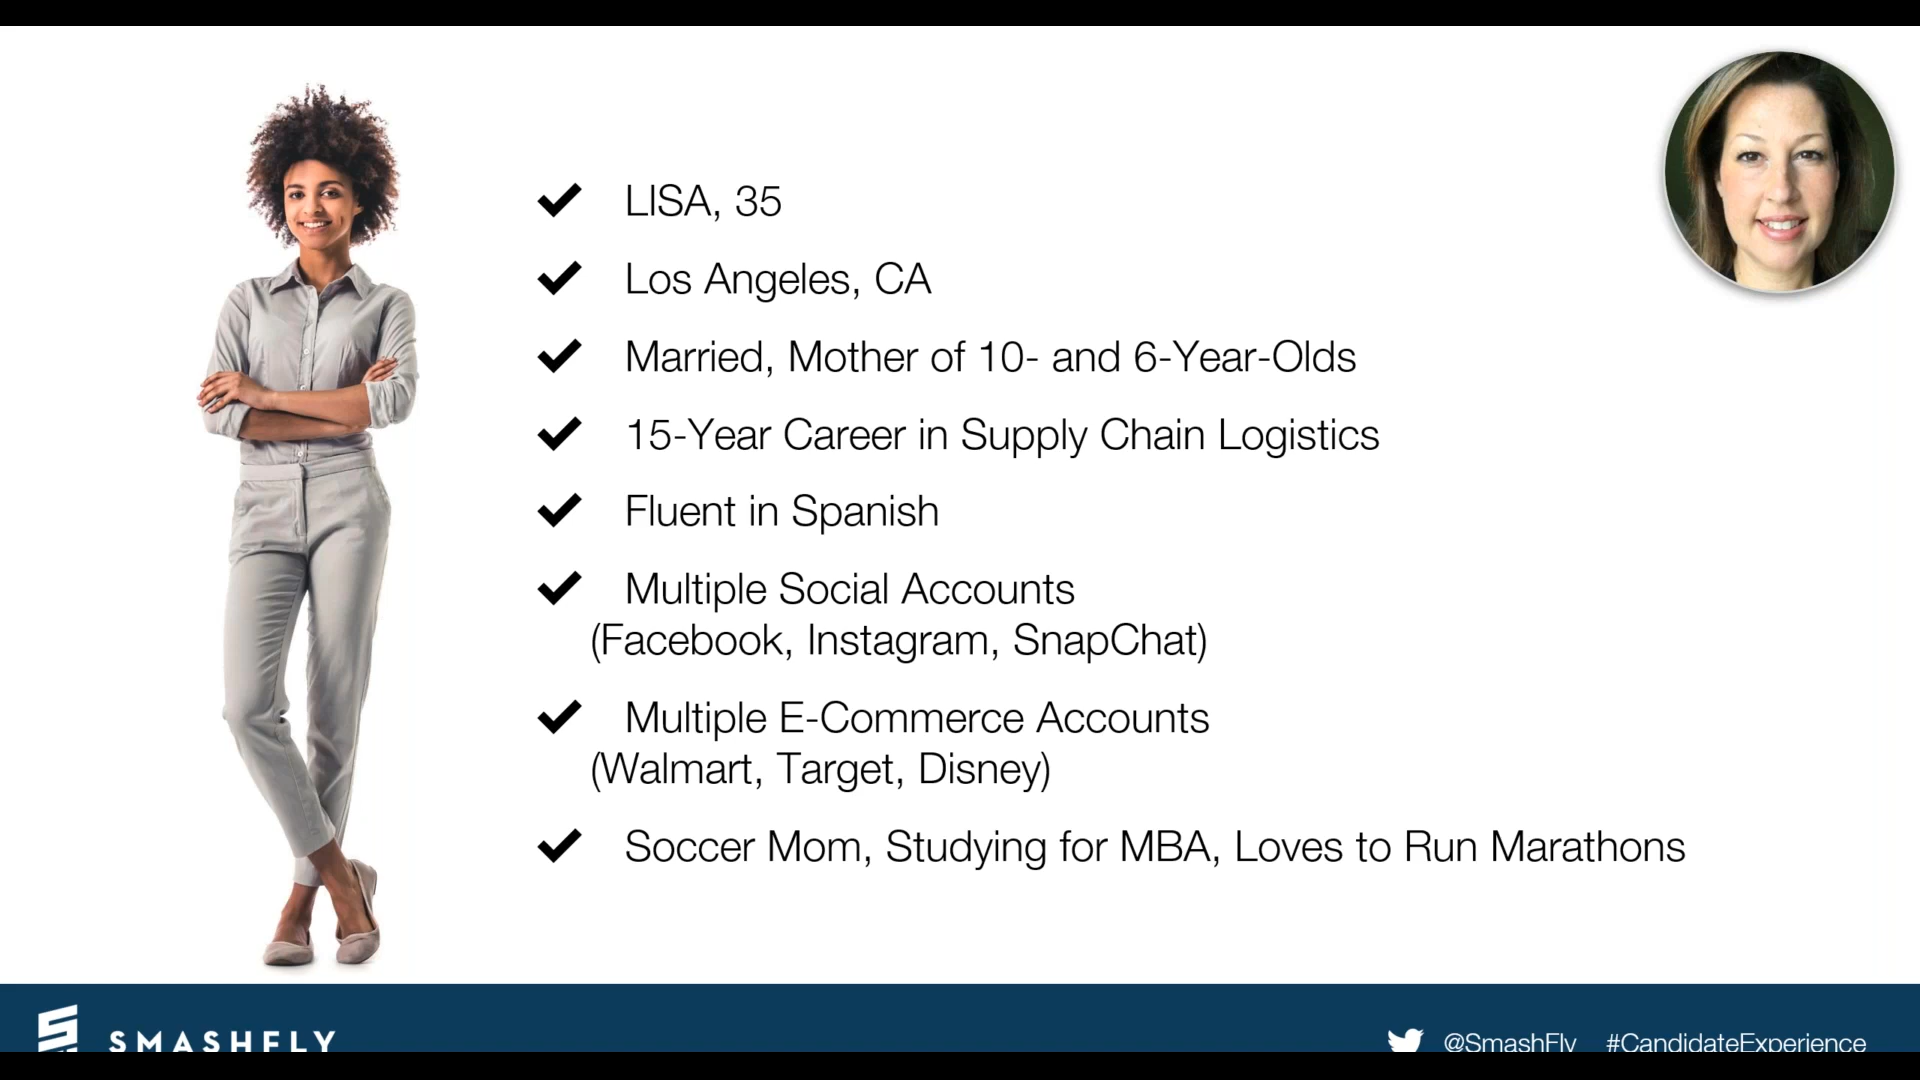 LISA, 35
Los Angeles, CA
Married, Mother of 10- and 6-Year-Olds
15-Year Career in Supply Chain Logistics
Fluent in Spanish
Multiple Social Accounts
(Facebook, Instagram, SnapChat)
Multiple E-Commerce Accounts
(Walmart, Target, Disney)
Soccer Mom, Studying for MBA, Loves to Run Marathons
SMASHFLY
@SmashFly #CandidateExperience